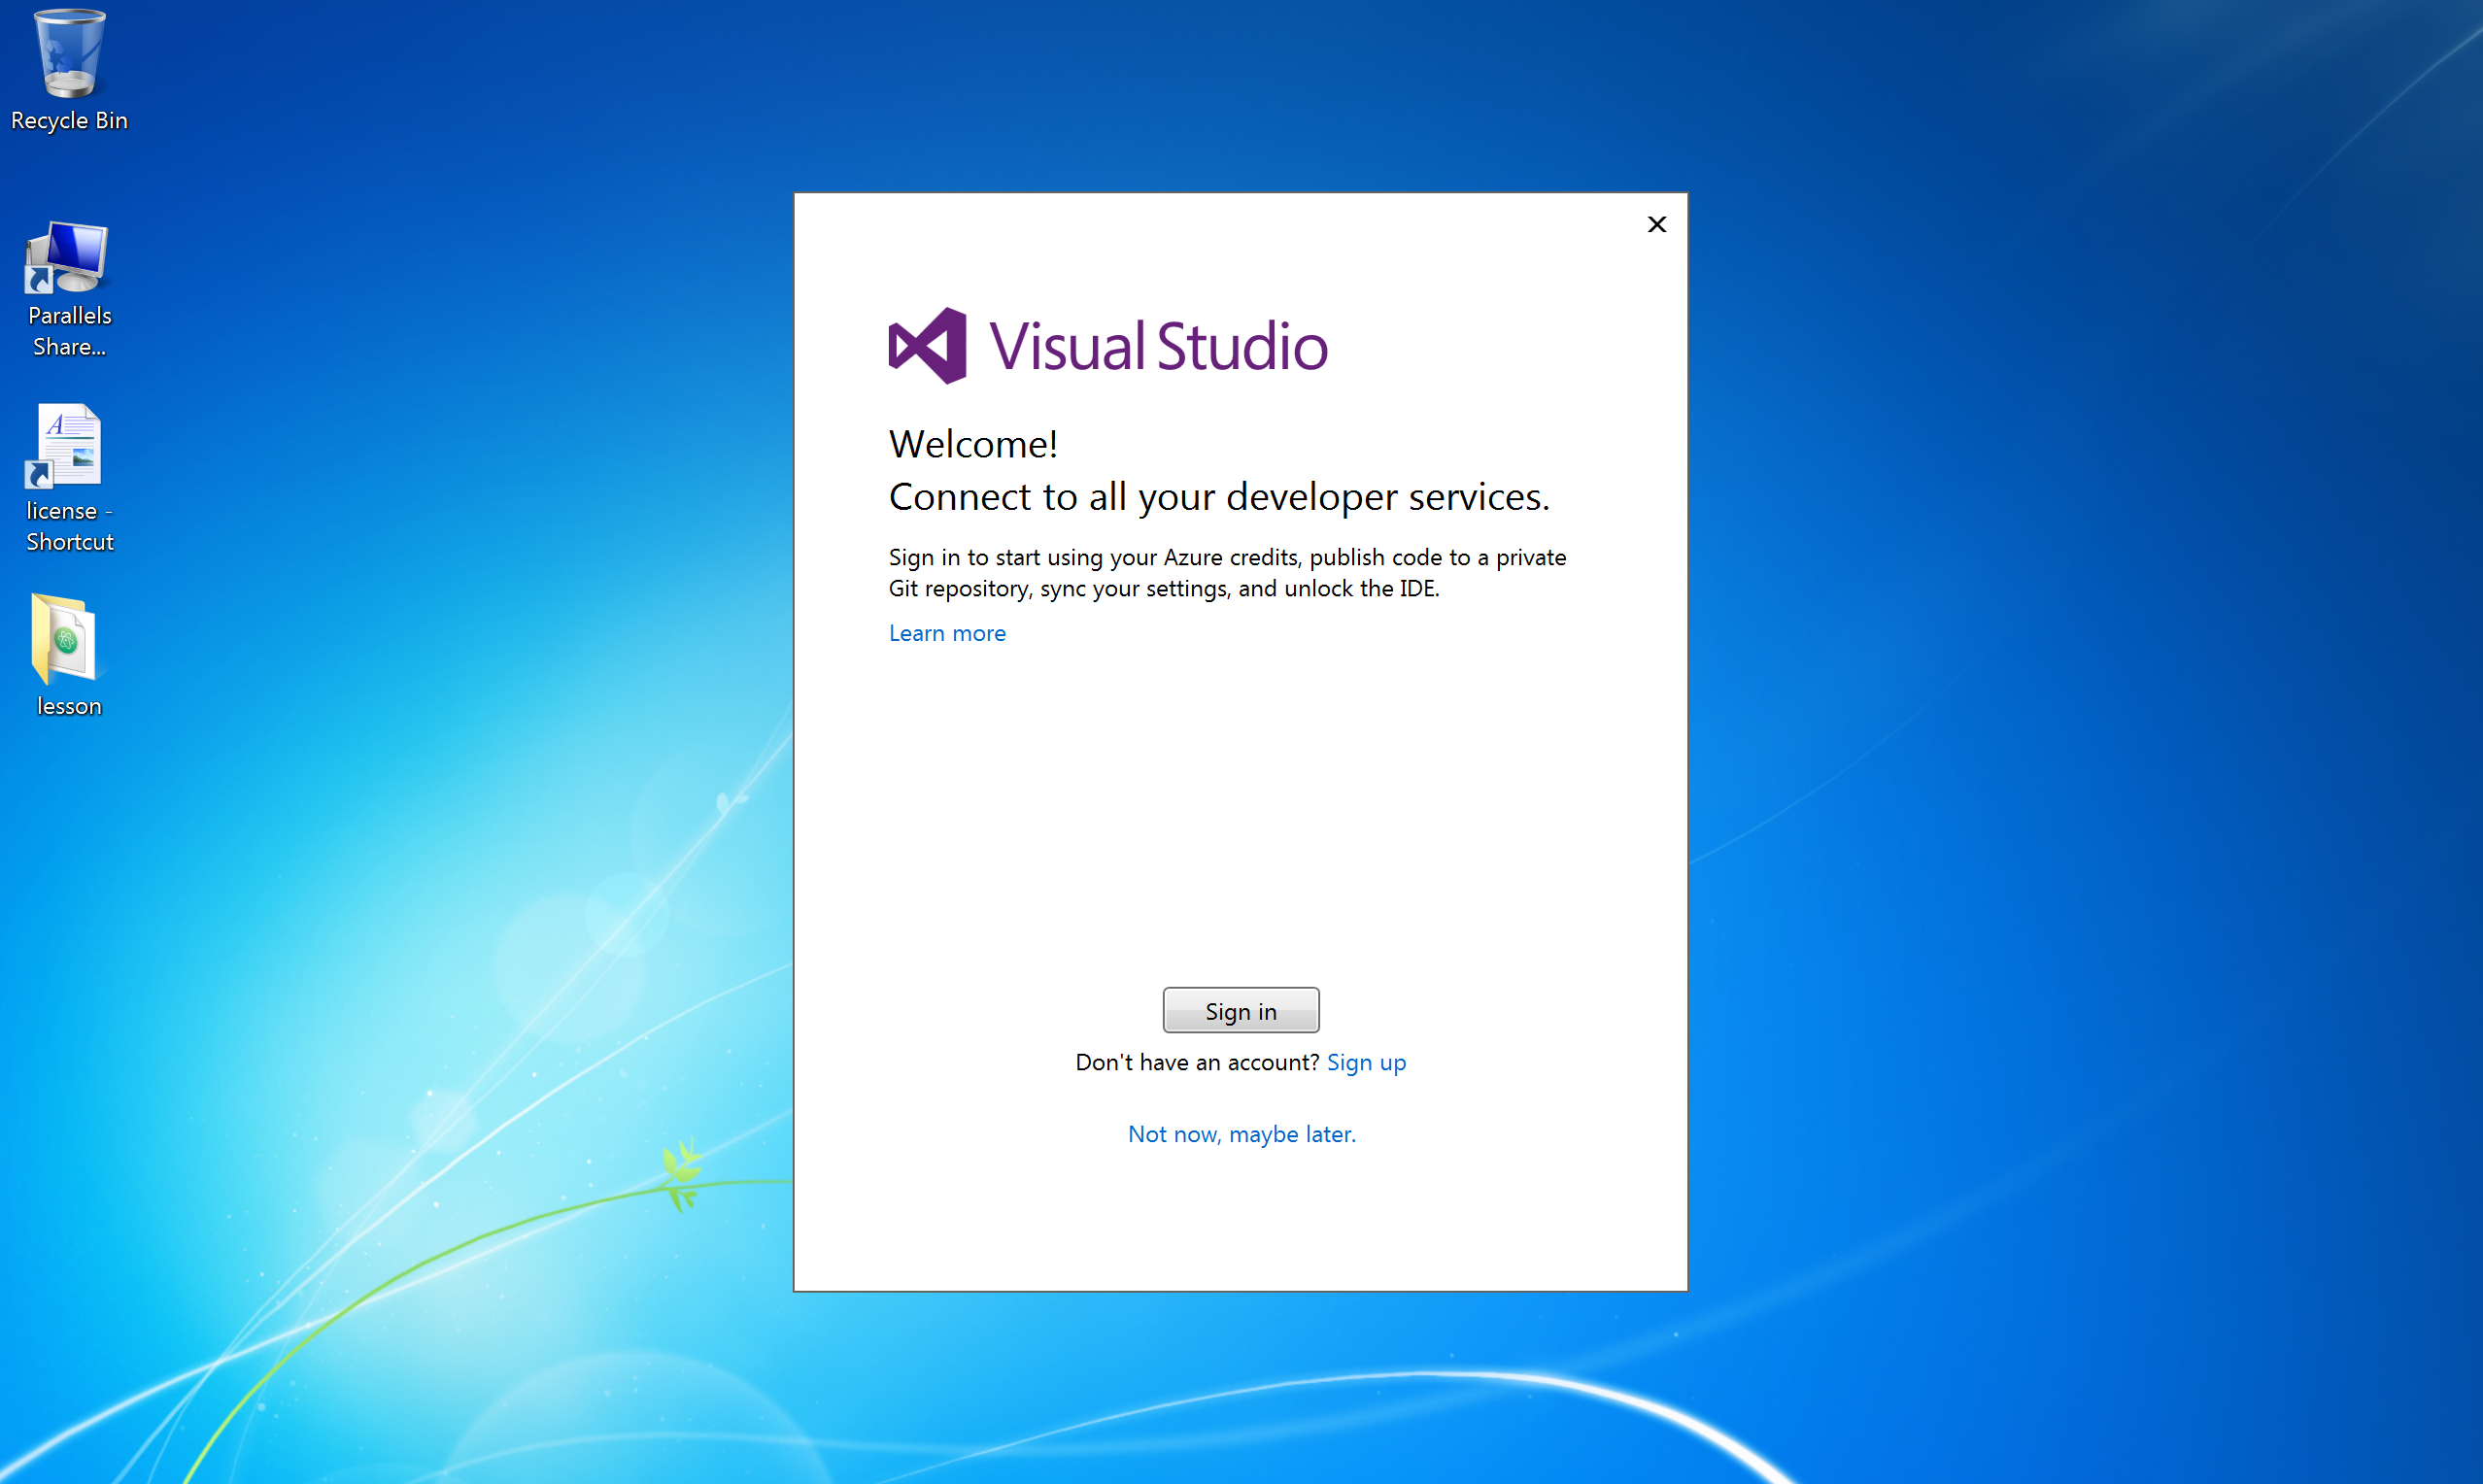 Recycle Bin
Parallels
Share...
license -
Shortcut
lesson
Visual Studio
Welcome!
Connect to all your developer services.
Sign in to start using your Azure credits, publish code to a private
Git repository, sync your settings, and unlock the IDE.
Learn more
Sign in
Don't have an account? Sign up
Not now, maybe later.